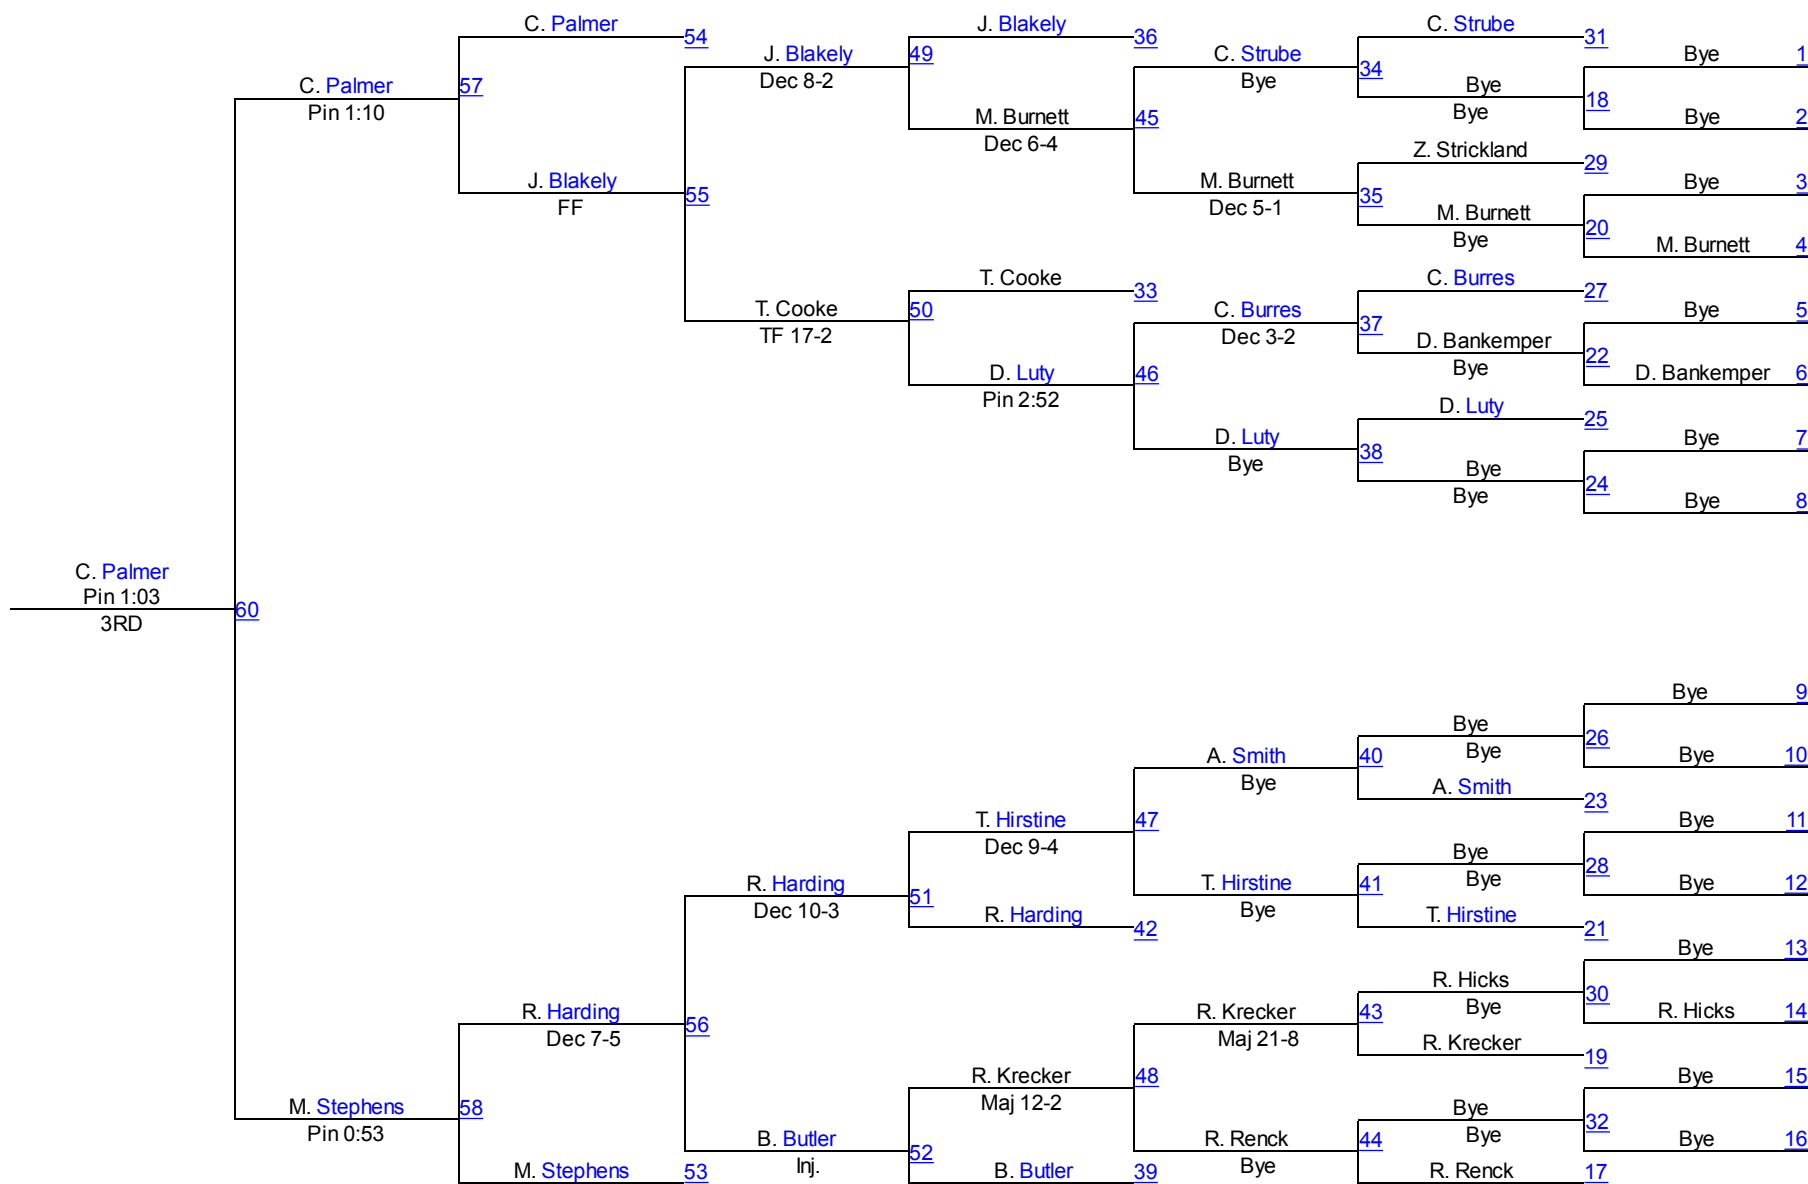 C. Palmer
54
C. Palmer
Pin 1:10
57
J. Blakely
FF
J. Blakely
Dec 8-2
49
55
T. Cooke
TF 17-2
50
J. Blakely
36
M. Burnett
Dec 6-4
45
T. Cooke
33
D. Luty
Pin 2:52
46
C. Strube
Bye
34
M. Burnett
Dec 5-1
35
C. Burres
Dec 3-2
37
D. Luty
Bye
38
C. Strube
31
Bye
Bye
18
Z. Strickland
29
M. Burnett
Bye
20
C. Burres
27
D. Bankemper
Bye
22
D. Luty
25
Bye
Bye
24
Bye 1
Bye 2
Bye 3
M. Burnett 4
Bye 5
D. Bankemper 6
Bye 7
Bye 8
C. Palmer
Pin 1:03
3RD
60
M. Stephens
Pin 0:53
58
R. Harding
Dec 7-5
56
M. Stephens
53
R. Harding
Dec 10-3
51
B. Butler
Inj.
52
T. Hirstine
Dec 9-4
47
R. Harding
42
R. Krecker
Maj 12-2
48
B. Butler
39
A. Smith
Bye
40
T. Hirstine
Bye
41
R. Krecker
Maj 21-8
43
R. Renck
Bye
44
Bye
Bye
26
A. Smith
23
Bye
Bye
28
T. Hirstine
21
R. Hicks
Bye
30
R. Krecker
19
Bye
Bye
32
R. Renck
17
Bye 9
Bye 10
Bye 11
Bye 12
Bye 13
R. Hicks 14
Bye 15
Bye 16